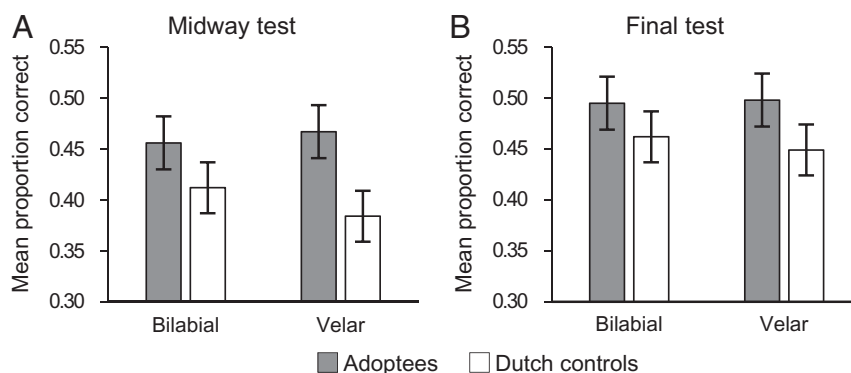 A Midway test
Mean proportion correct
0.55
0.50
0.45
0.40
0.35
0.30
Bilabial Velar
B Final test
Mean proportion correct
0.55
0.50
0.45
0.40
0.35
0.30
Bilabial Velar
Adoptees Dutch controls